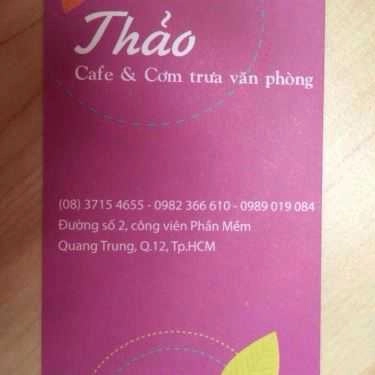 Thảo
Cafe & Cơm trưa văn phòng
(08) 3715 4655 - 0982 366 610 - 0989 019 084
Đường số 2, công viên Phần Mềm
Quang Trung, Q.12, Tp.HCM